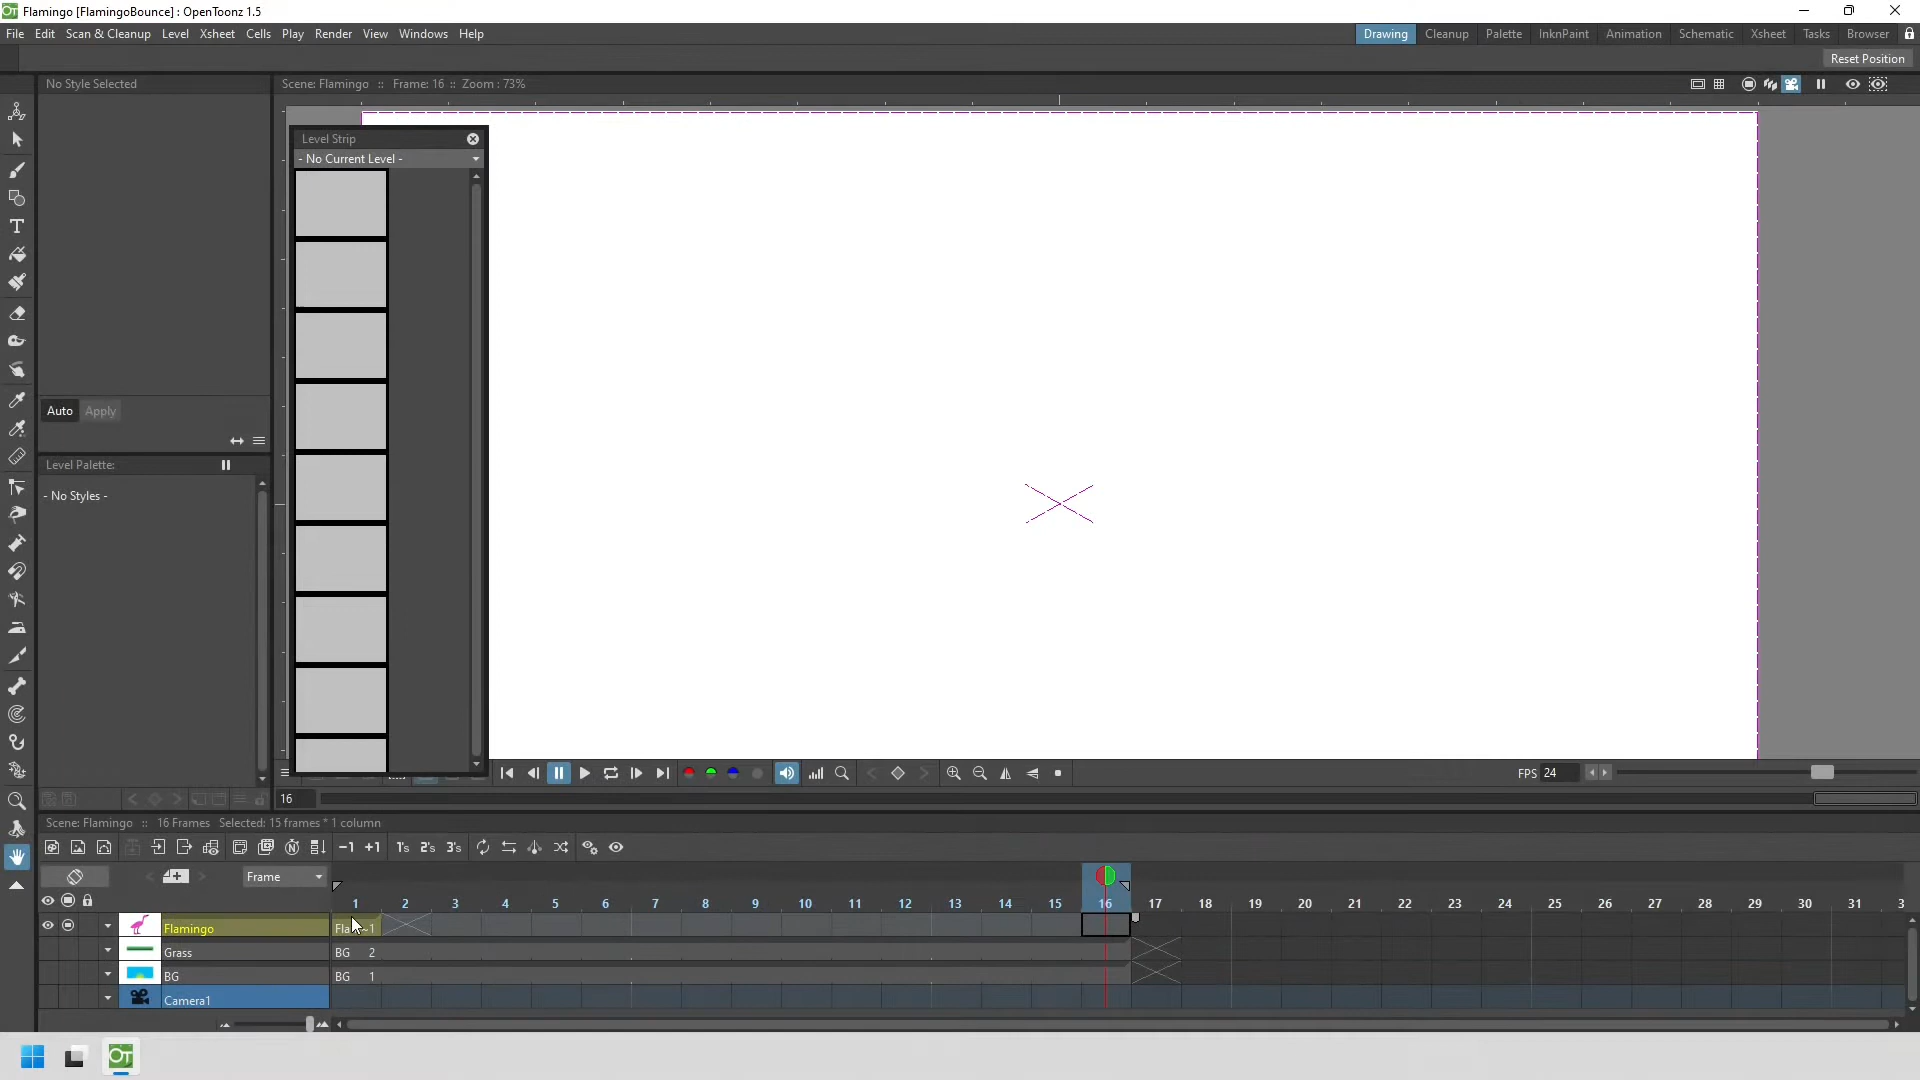 Flamingo [FlamingoBounce] : OpenToonz 1.5
File Edit Scan & Cleanup Level Xsheet Cells Play Render View Windows Help
Drawing Cleanup Palette InknPaint Animation Schematic Xsheet Tasks Browser
Reset Position
No Style Selected
Scene: Flamingo :: Frame: 16 :: Zoom : 73%
Level Strip
- No Current Level -
Auto Apply
Level Palette:
- No Styles -
FPS 24
16
Scene: Flamingo :: 16 Frames Selected: 15 frames * 1 column
-1 +1 1's 2's 3's
Frame
1 2 3 4 5 6 7 8 9 10 11 12 13 14 15 16 17 18 19 20 21 22 23 24 25 26 27 28 29 30 31 3
Flamingo
Grass BG 2
BG BG 1
Camera1
OT